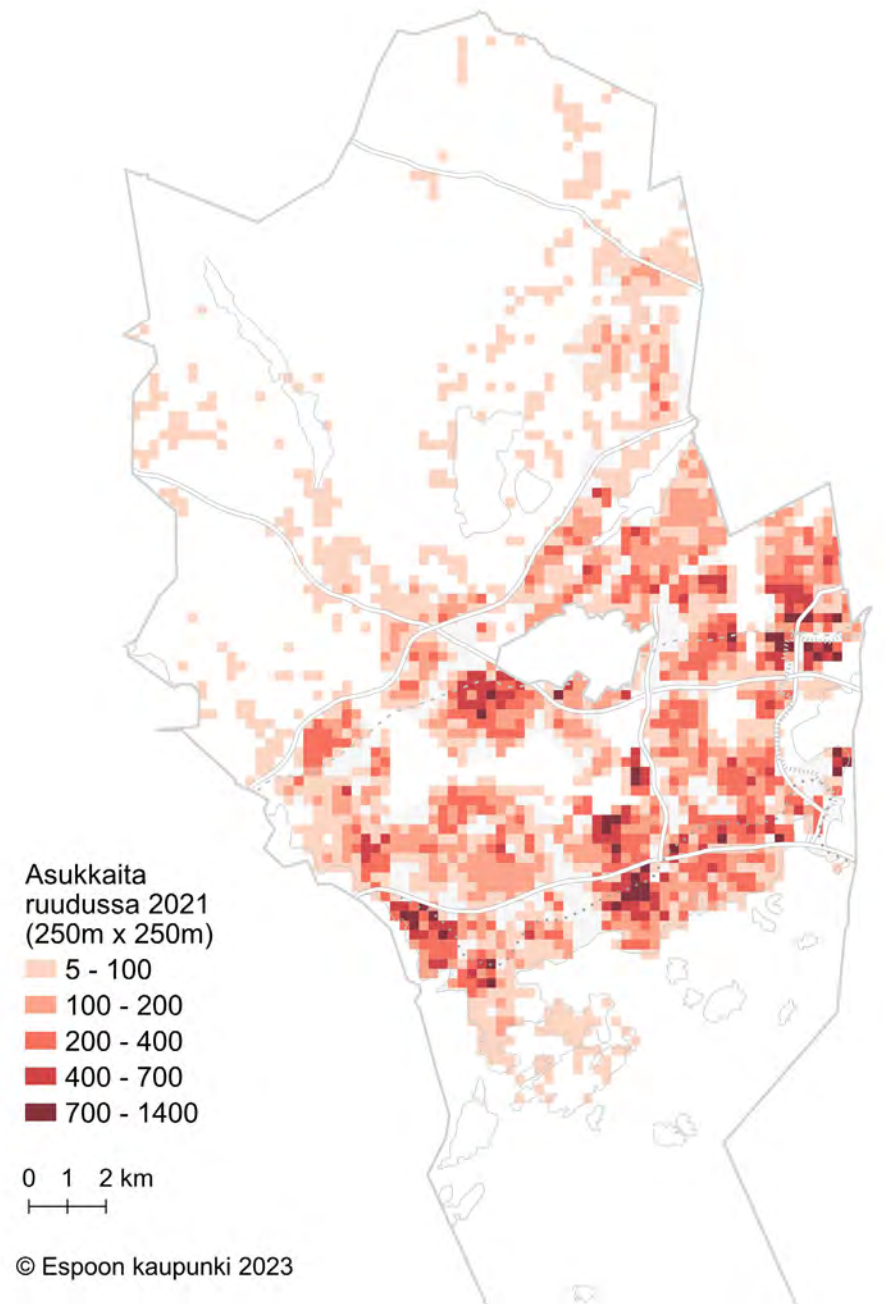 Asukkaita
ruudussa 2021
(250m x 250m)
5 - 100
100 - 200
200 - 400
400 - 700
700 - 1400
0 1 2 km
© Espoon kaupunki 2023